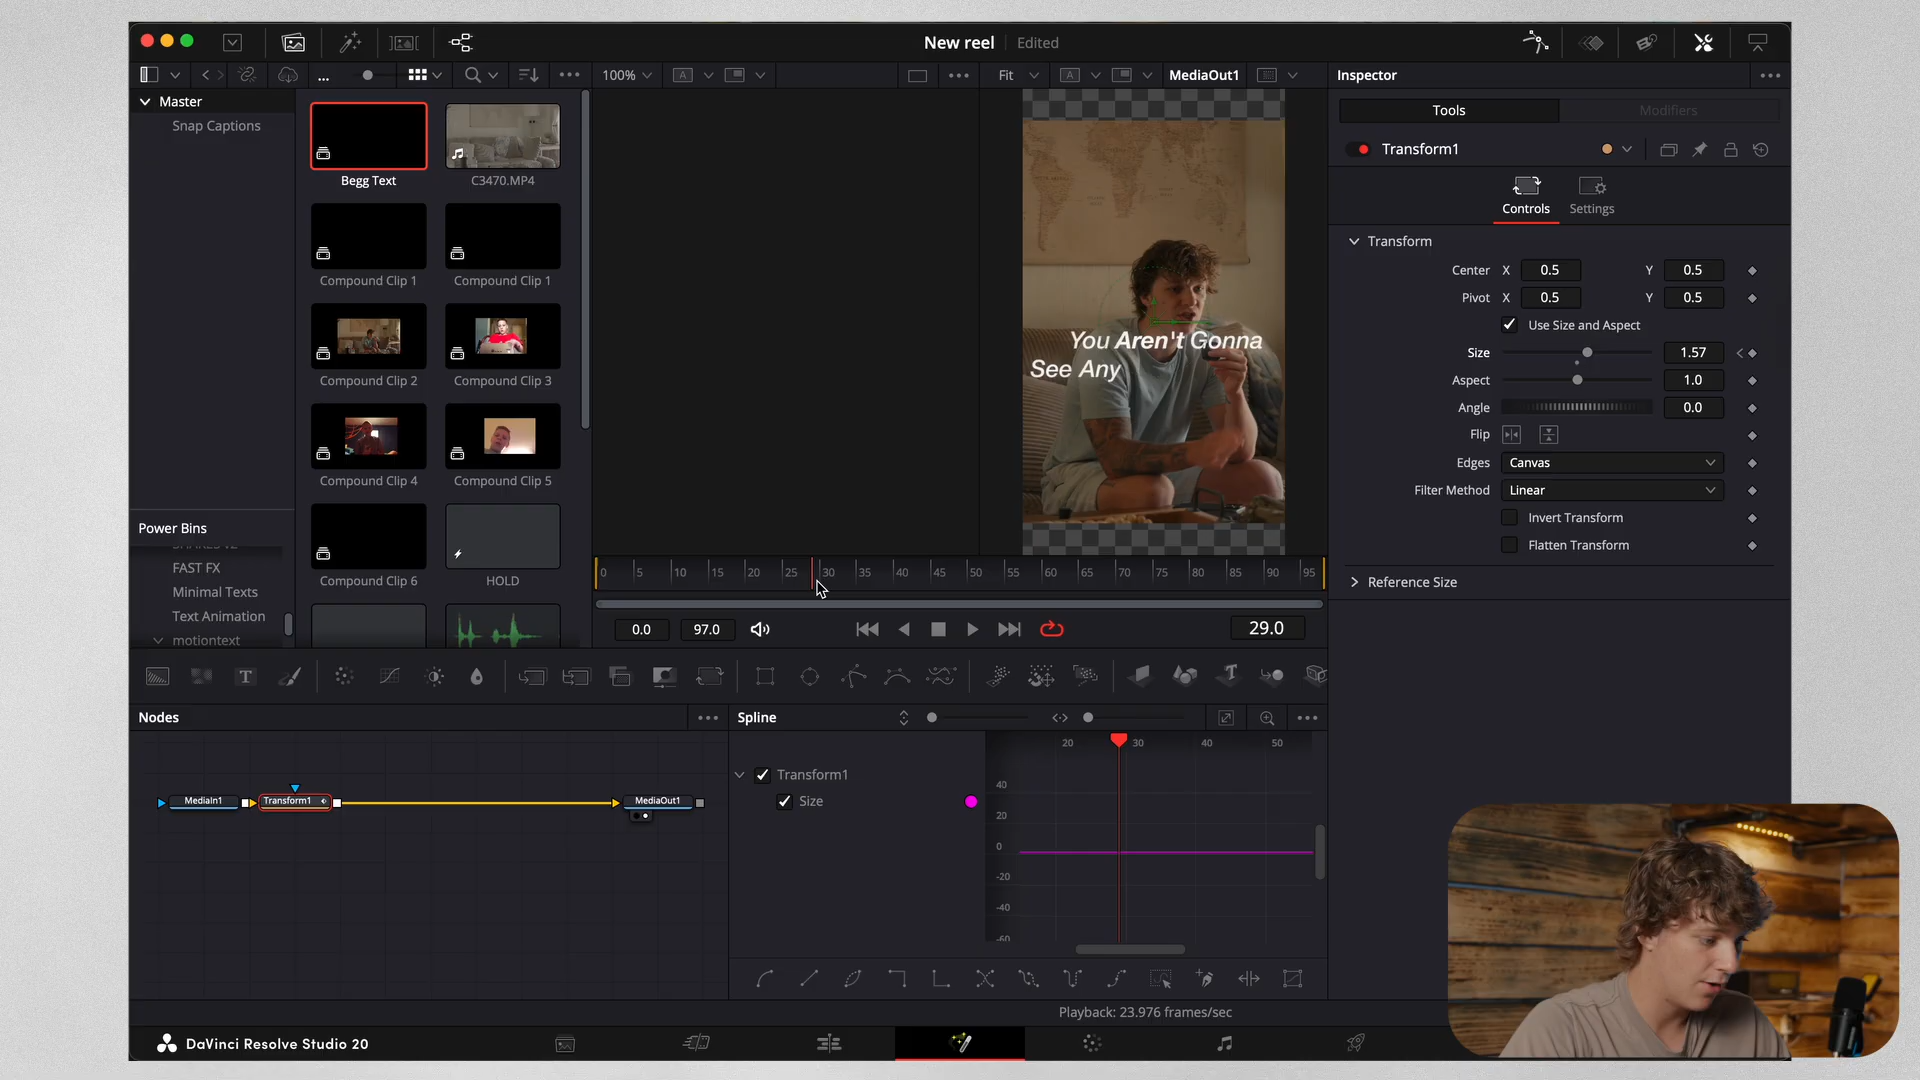 New reel Edited
100% Fit MediaOut1 Inspector
Master
Snap Captions
Begg Text C3470.MP4
Compound Clip 1 Compound Clip 1
Compound Clip 2 Compound Clip 3
Compound Clip 4 Compound Clip 5
Compound Clip 6 HOLD
Power Bins
FAST FX
Minimal Texts
Text Animation
motiontext
You Aren't Gonna
See Any
0 5 10 15 20 25 30 35 40 45 50 55 60 65 70 75 80 85 90 95
0.0 97.0 29.0
Tools Modifiers
Transform1
Controls Settings
Transform
Center X 0.5 Y 0.5
Pivot X 0.5 Y 0.5
Use Size and Aspect
Size 1.57
Aspect 1.0
Angle 0.0
Flip
Edges Canvas
Filter Method Linear
Invert Transform
Flatten Transform
Reference Size
Nodes
MediaIn1 Transform1 MediaOut1
Spline
Transform1
Size
20 30 40 50
40
20
0
-20
-40
-60
Playback: 23.976 frames/sec
DaVinci Resolve Studio 20